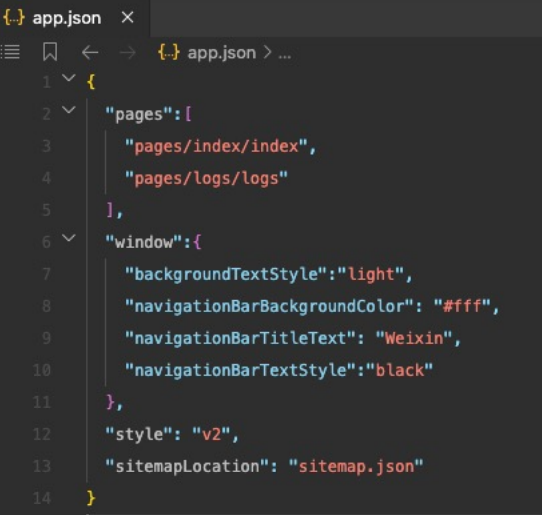 {..} app.json ×
{..} app.json > ...
1 {
2 "pages":[
3 "pages/index/index",
4 "pages/logs/logs"
5 ],
6 "window":{
7 "backgroundTextStyle":"light",
8 "navigationBarBackgroundColor": "#fff",
9 "navigationBarTitleText": "Weixin",
10 "navigationBarTextStyle":"black"
11 },
12 "style": "v2",
13 "sitemapLocation": "sitemap.json"
14 }